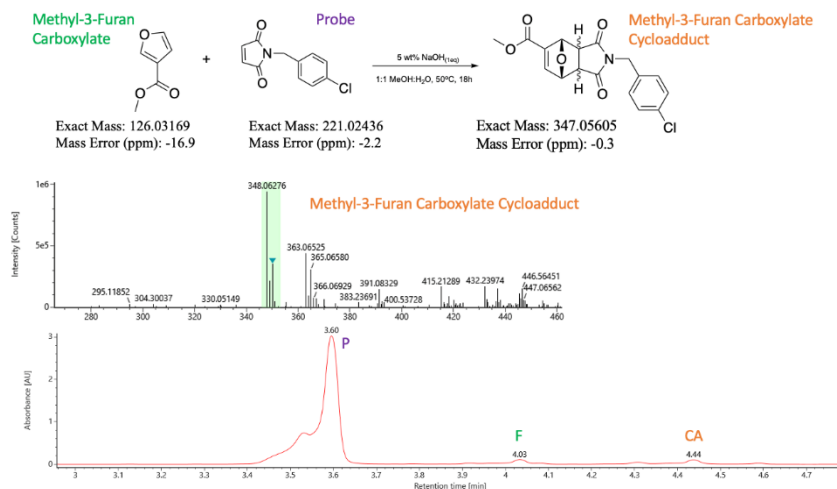 Methyl-3-Furan
Carboxylate
Probe
Methyl-3-Furan Carboxylate
Cycloadduct
O
O
O
+
N
O
O
Cl
5 wt% NaOH(1eq)
1:1 MeOH:H₂O, 50ºC, 18h
O
O
O
H
H
O
N
O
Cl
Exact Mass: 126.03169
Mass Error (ppm): -16.9
Exact Mass: 221.02436
Mass Error (ppm): -2.2
Exact Mass: 347.05605
Mass Error (ppm): -0.3
Intensity [Counts]
1e6
5e5
0
348.06276
Methyl-3-Furan Carboxylate Cycloadduct
295.11852
304.30037
330.05149
363.06525
365.06580
366.06929
383.23691
391.08329
400.53728
415.21289
432.23974
446.56451
447.06562
280 300 320 340 360 380 400 420 440 460
Absorbance [AU]
3
2
1
0
3.60
P
F
4.03
CA
4.44
3 3.1 3.2 3.3 3.4 3.5 3.6 3.7 3.8 3.9 4 4.1 4.2 4.3 4.4 4.5 4.6 4.7
Retention time [min]